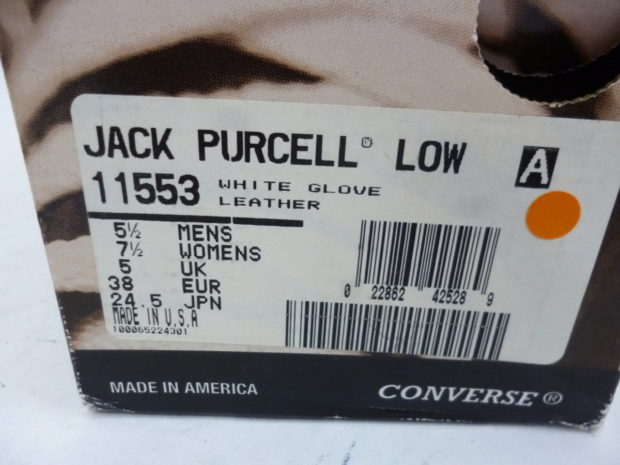 JACK PURCELL® LOW
A
11553 WHITE GLOVE
LEATHER
5½ MENS
7½ WOMENS
5 UK
38 EUR
24.5 JPN
MADE IN U.S.A
100065224301
0 22862 42528 9
MADE IN AMERICA
CONVERSE®